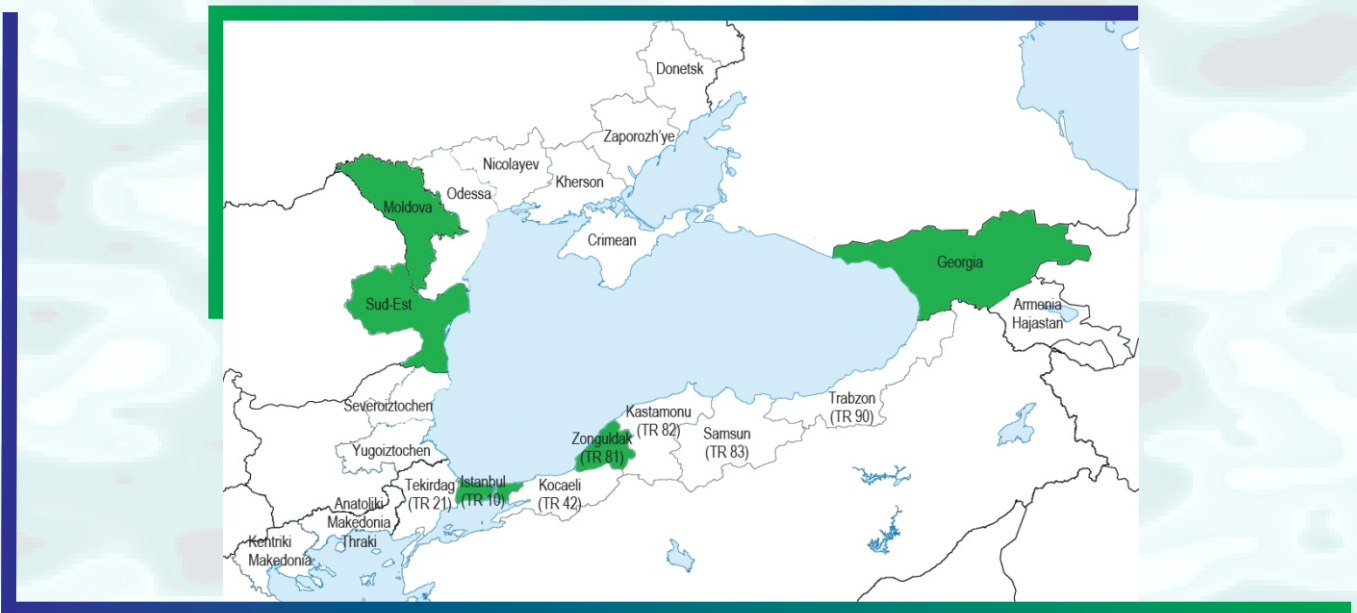 Donetsk
Zaporozh'ye
Nicolayev
Kherson
Odessa
Moldova
Crimean
Georgia
Sud-Est
Armenia
Hajastan
Severoiztochen
Trabzon
(TR 90)
Kastamonu
(TR 82)
Samsun
(TR 83)
Zonguldak
(TR 81)
Yugoiztochen
Tekirdag
(TR 21)
Istanbul
(TR 10)
Kocaeli
(TR 42)
Anatoliki
Makedonia
Thraki
Kentriki
Makedonia